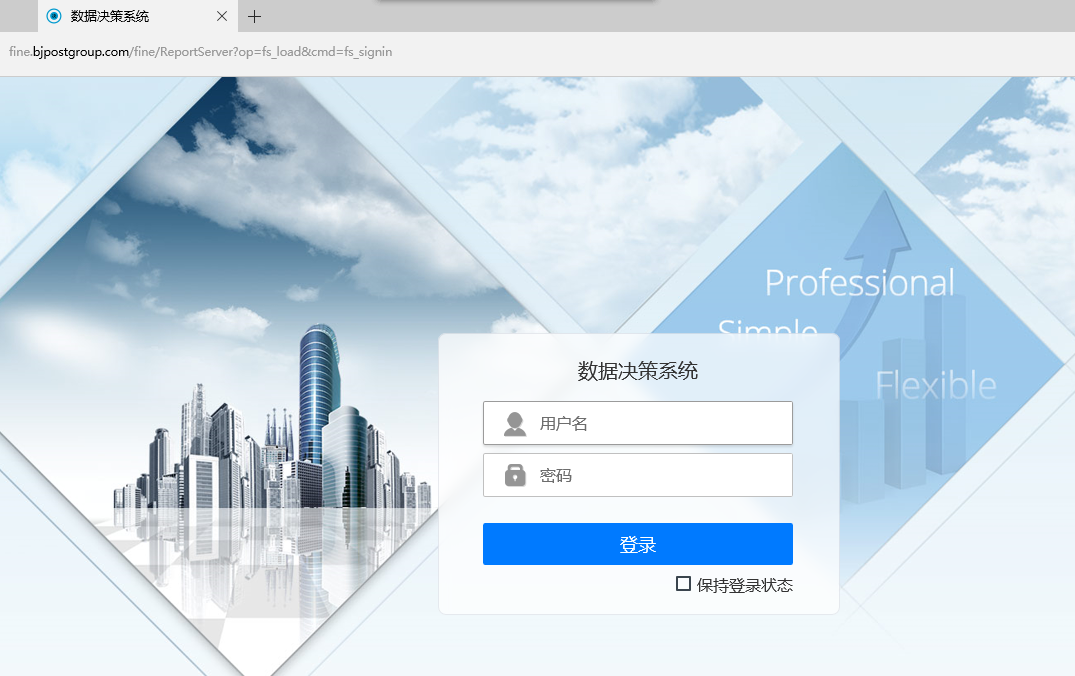 数据决策系统
fine.bjpostgroup.com/fine/ReportServer?op=fs_load&cmd=fs_signin
Professional
Simple
Flexible
数据决策系统
用户名
密码
登录
保持登录状态